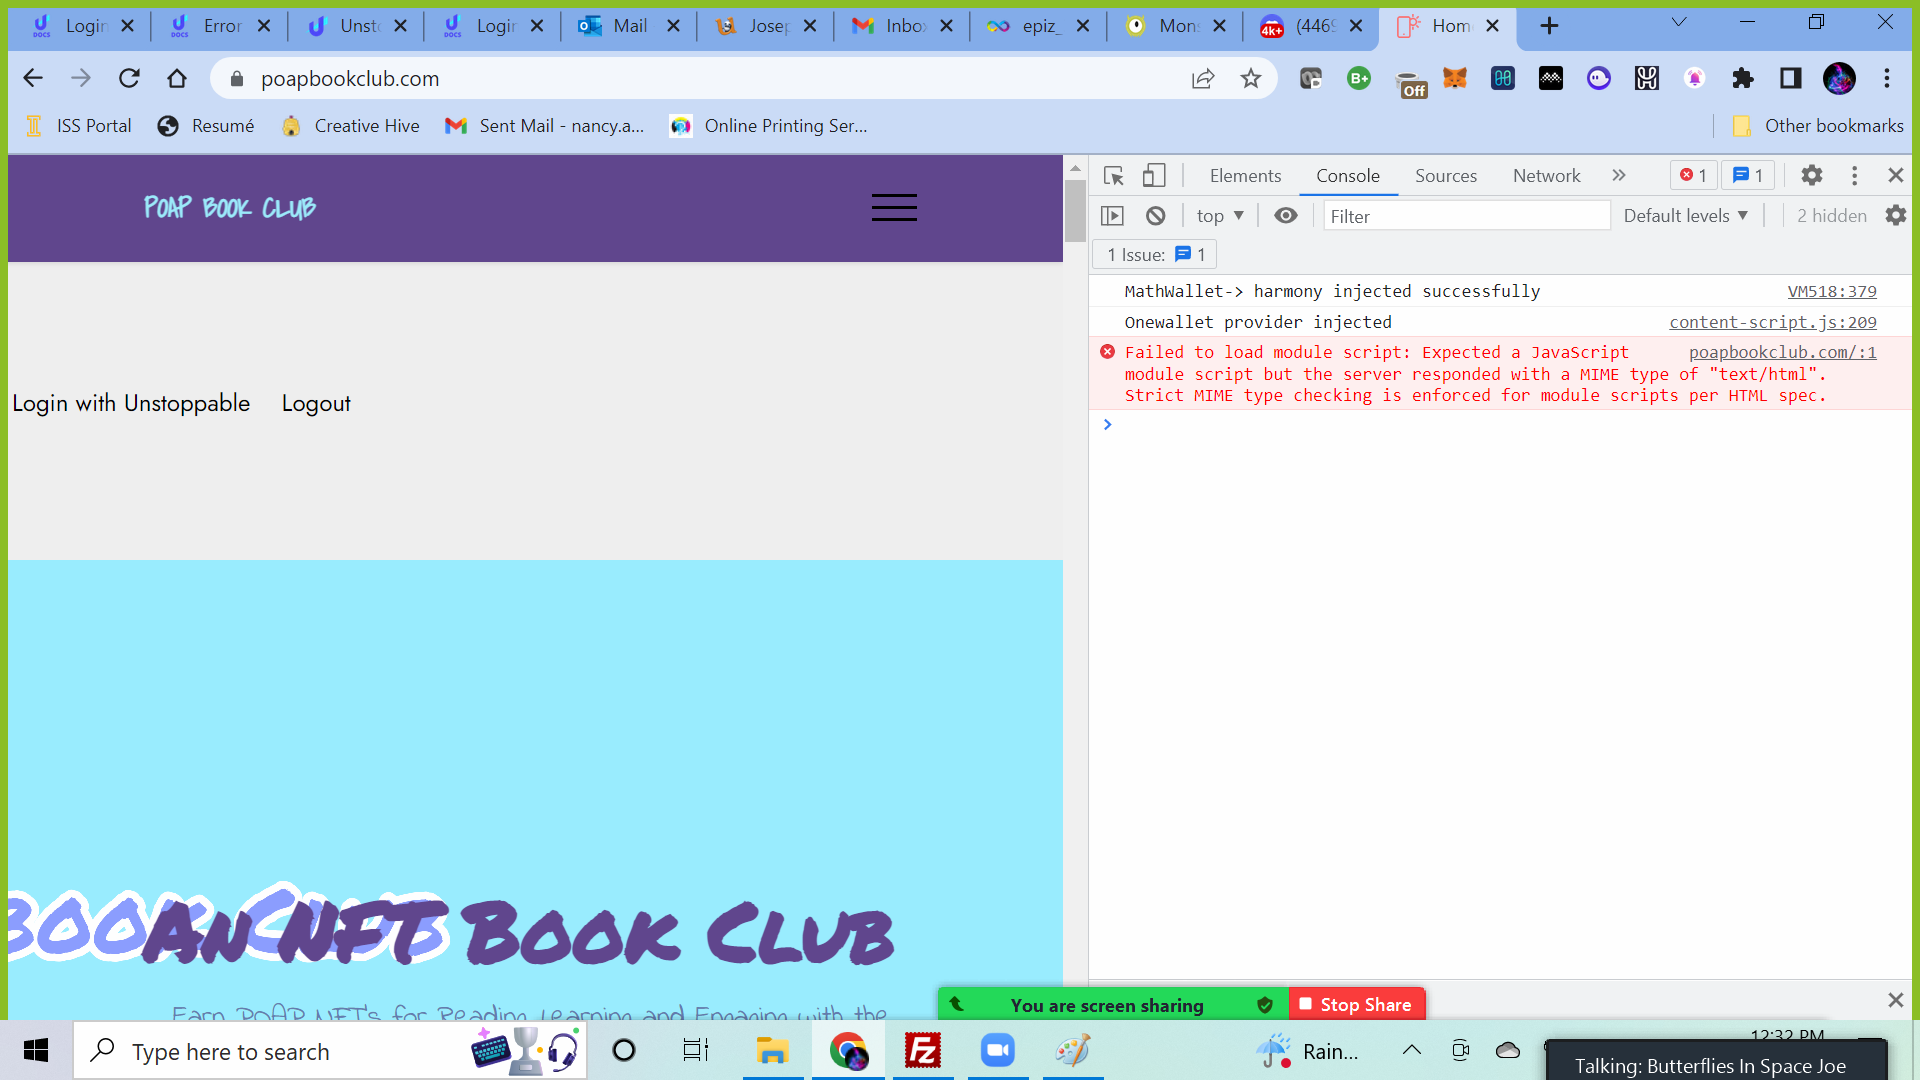 Login
Error
Unsto
Login
Mail
Josep
Inbox
epiz_
Mons
(4469
Hom
poapbookclub.com
Off
ISS Portal
Resumé
Creative Hive
Sent Mail - nancy.a...
Online Printing Ser...
Other bookmarks
POAP BOOK CLUB
Login with Unstoppable
Logout
BOOK CLUB
An NFT Book Club
Earn POAP NFT's for Reading, Learning and Engaging with the
Elements
Console
Sources
Network
1
1
top
Filter
Default levels
2 hidden
1 Issue: 1
MathWallet-> harmony injected successfully VM518:379
Onewallet provider injected content-script.js:209
Failed to load module script: Expected a JavaScript poapbookclub.com/:1
module script but the server responded with a MIME type of "text/html".
Strict MIME type checking is enforced for module scripts per HTML spec.
You are screen sharing
Stop Share
Type here to search
Rain...
12:32 PM
Talking: Butterflies In Space Joe